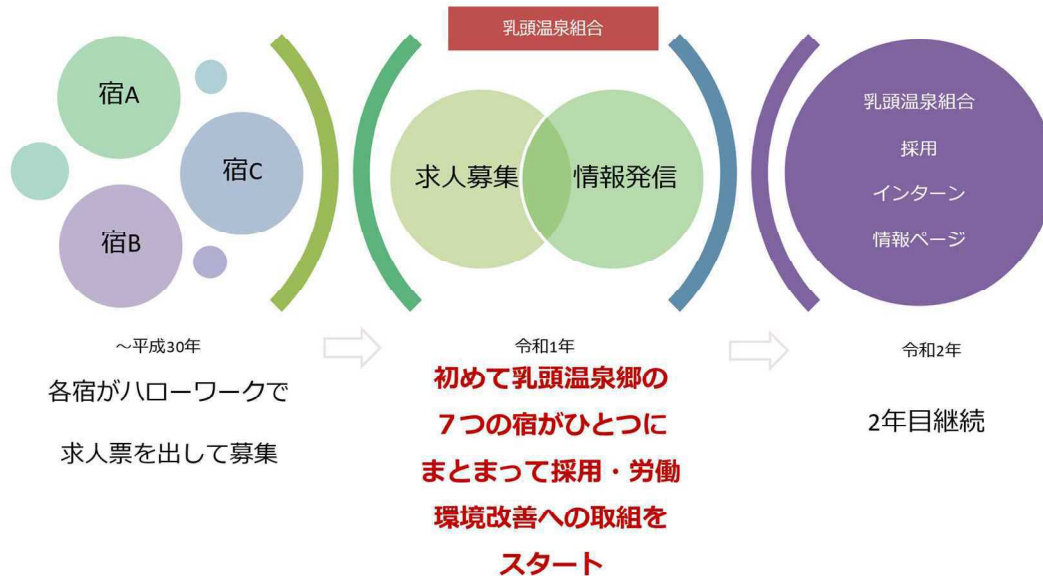 宿A
宿C
宿B
～平成30年
各宿がハローワークで
求人票を出して募集
乳頭温泉組合
求人募集
情報発信
令和1年
初めて乳頭温泉郷の
７つの宿がひとつに
まとまって採用・労働
環境改善への取組を
スタート
乳頭温泉組合
採用
インターン
情報ページ
令和2年
2年目継続